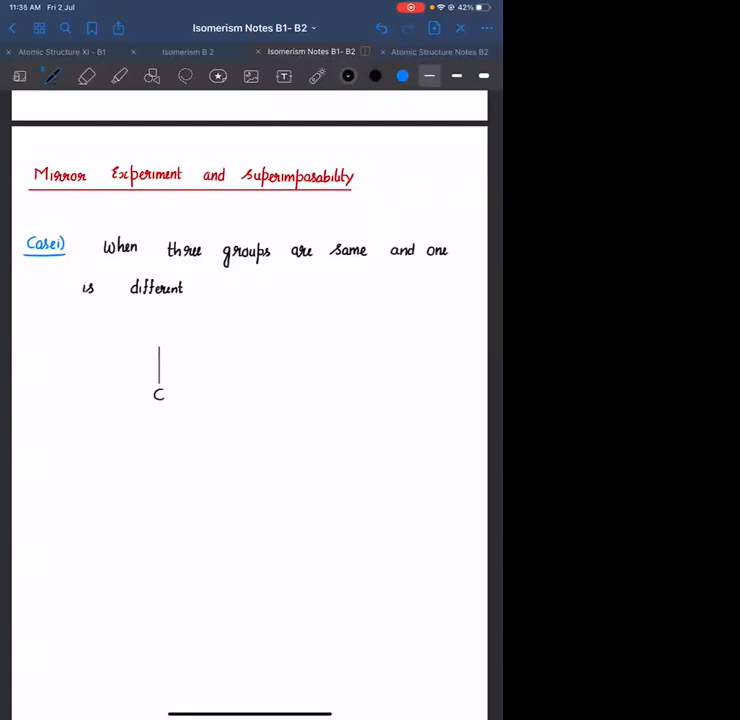 11:35 AM Fri 2 Jul
42%
Isomerism Notes B1- B2
Atomic Structure XI - B1
Isomerism B 2
Isomerism Notes B1- B2
Atomic Structure Notes B2
Mirror Experiment and Superimposability
Case i) When three groups are same and one
is different
C